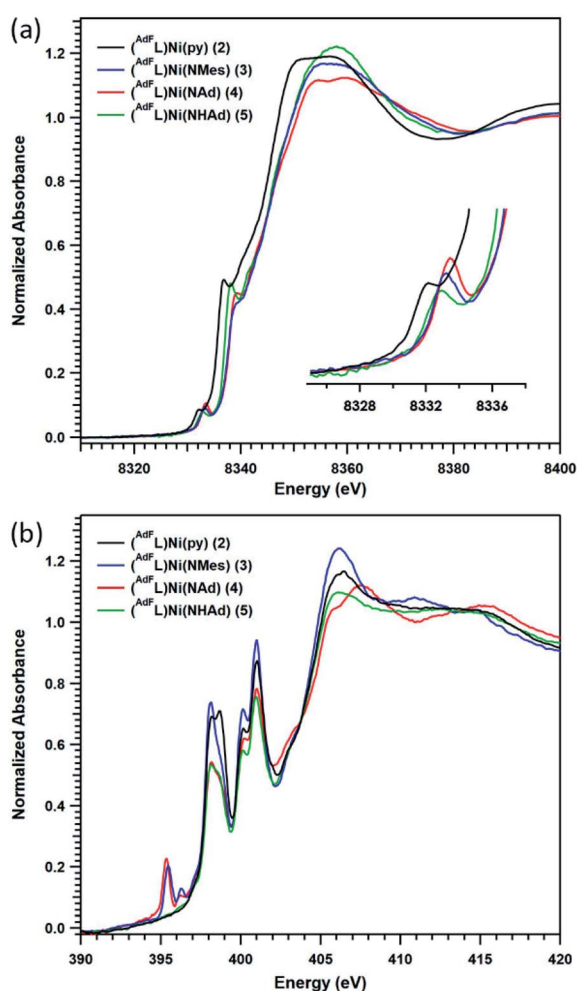 (a)
(ᴬᵈᶠL)Ni(py) (2)
(ᴬᵈᶠL)Ni(NMes) (3)
(ᴬᵈᶠL)Ni(NAd) (4)
(ᴬᵈᶠL)Ni(NHAd) (5)
Normalized Absorbance
1.2
1.0
0.8
0.6
0.4
0.2
0.0
8328 8332 8336
8320 8340 8360 8380 8400
Energy (eV)
(b)
(ᴬᵈᶠL)Ni(py) (2)
(ᴬᵈᶠL)Ni(NMes) (3)
(ᴬᵈᶠL)Ni(NAd) (4)
(ᴬᵈᶠL)Ni(NHAd) (5)
Normalized Absorbance
1.2
1.0
0.8
0.6
0.4
0.2
0.0
390 395 400 405 410 415 420
Energy (eV)